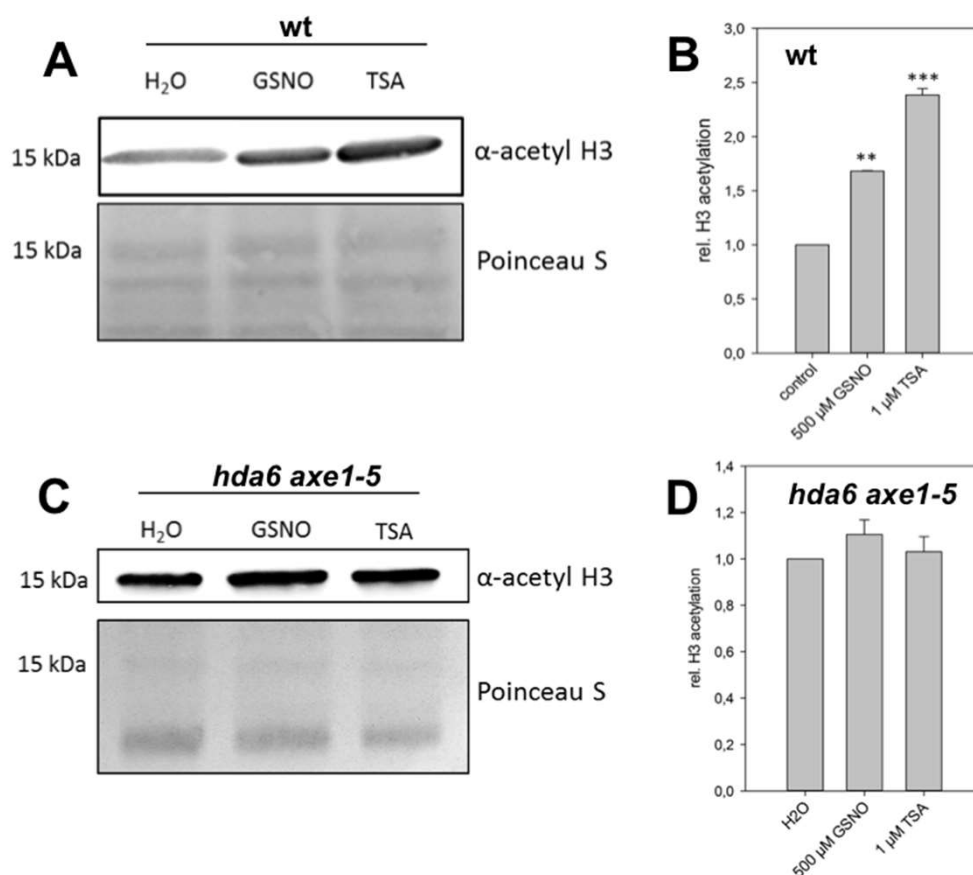 A
wt
H₂O GSNO TSA
15 kDa
α-acetyl H3
15 kDa
Poinceau S
B
wt
rel. H3 acetylation
3,0
2,5
2,0
1,5
1,0
0,5
0,0
**
***
control
500 µM GSNO
1 µM TSA
C
hda6 axe1-5
H₂O GSNO TSA
15 kDa
α-acetyl H3
15 kDa
Poinceau S
D
hda6 axe1-5
rel. H3 acetylation
1,4
1,2
1,0
0,8
0,6
0,4
0,2
0,0
H2O
500 µM GSNO
1 µM TSA